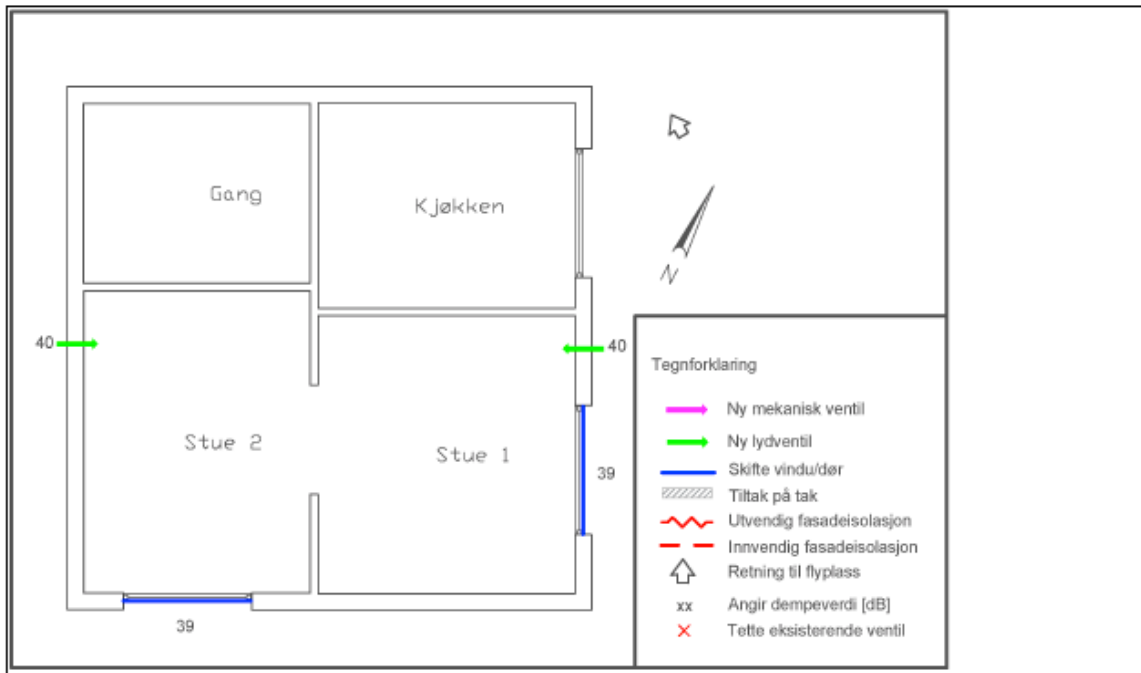 Gang
Kjøkken
N
40
40
Stue 2
Stue 1
39
39
Tegnforklaring
Ny mekanisk ventil
Ny lydventil
Skifte vindu/dør
Tiltak på tak
Utvendig fasadeisolasjon
Innvendig fasadeisolasjon
Retning til flyplass
xx Angir dempeverdi [dB]
Tette eksisterende ventil